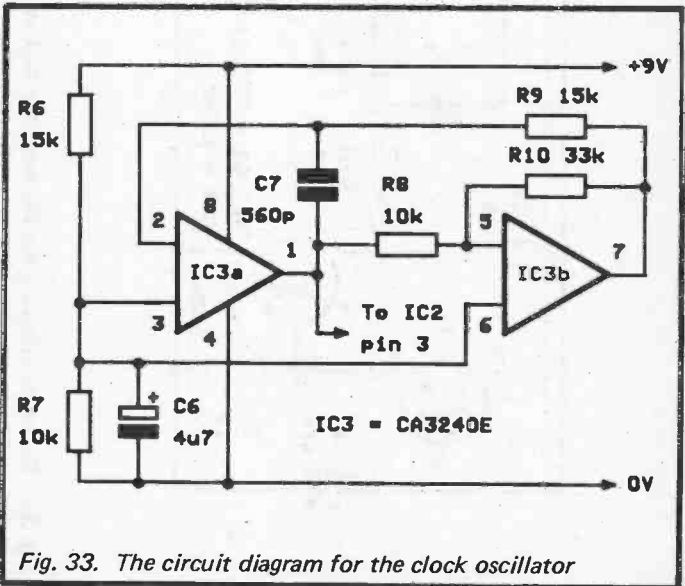 +9V
R6
15k
R9 15k
R10 33k
C7
560p
R8
10k
2
8
IC3a
1
3
4
5
IC3b
7
6
To IC2
pin 3
R7
10k
+
C6
4u7
IC3 = CA3240E
0V
Fig. 33. The circuit diagram for the clock oscillator